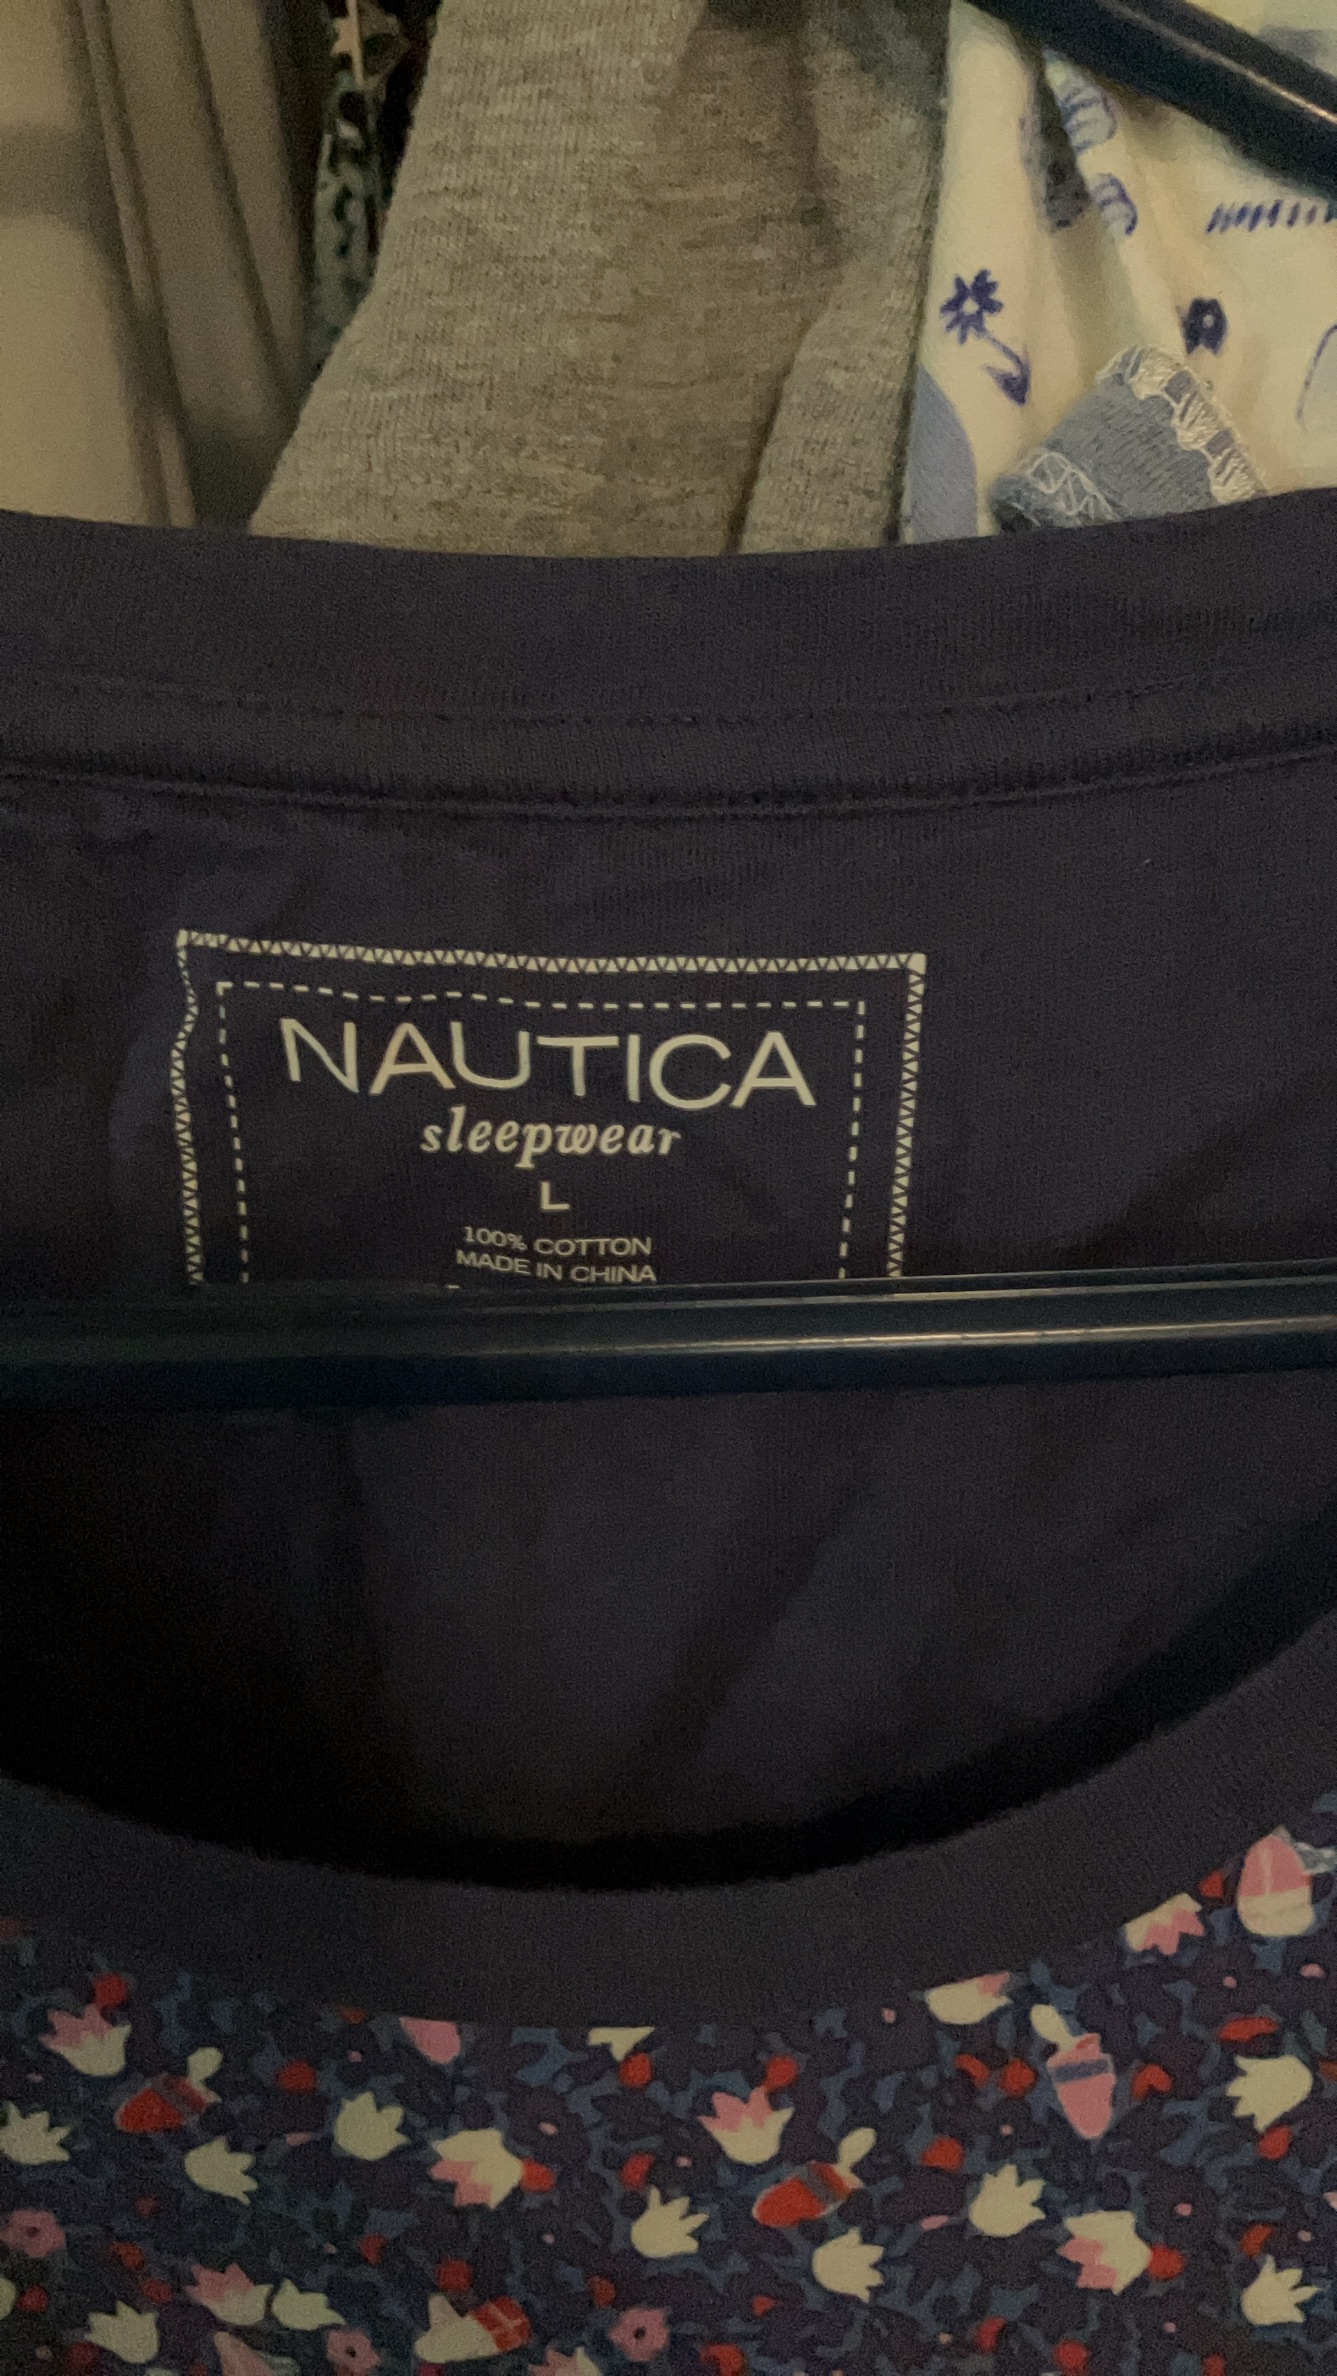 NAUTICA
sleepwear
L
100% COTTON
MADE IN CHINA